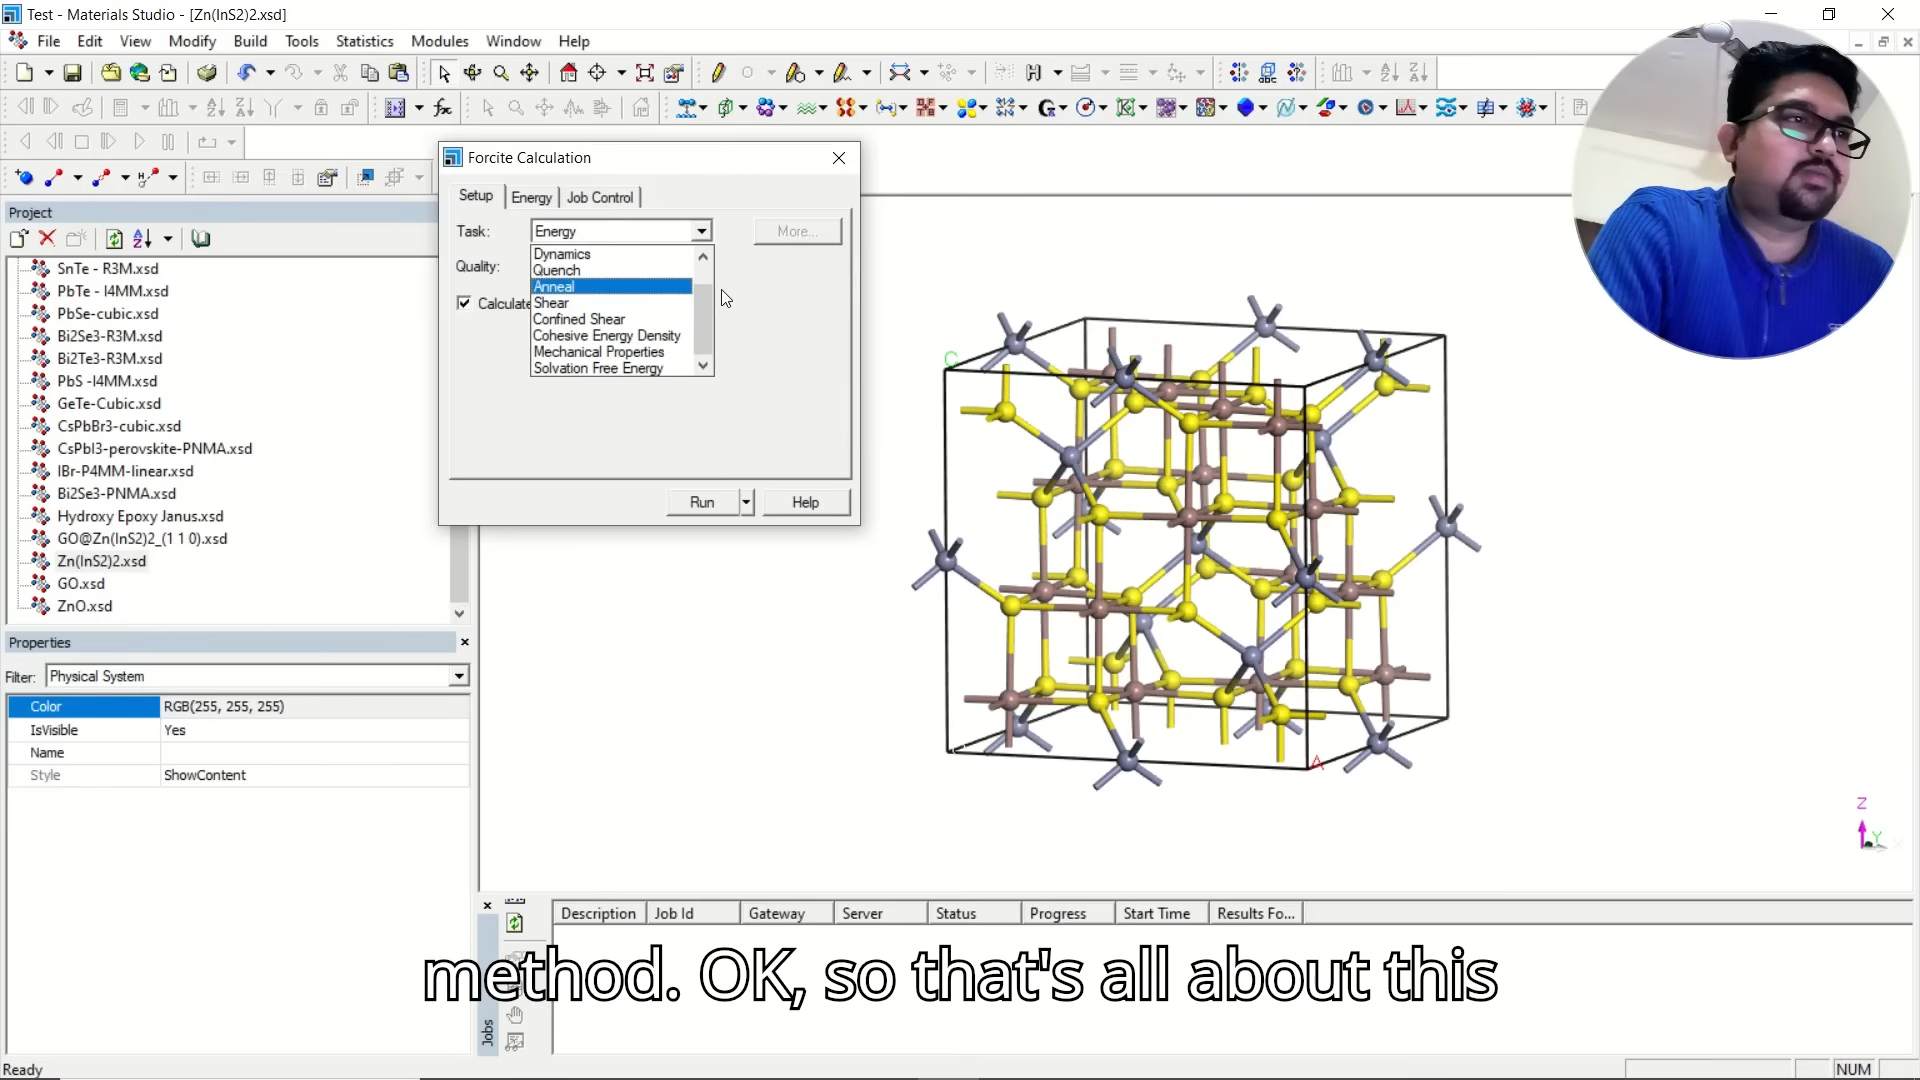 Test - Materials Studio - [Zn(InS2)2.xsd]
File Edit View Modify Build Tools Statistics Modules Window Help
Forcite Calculation
Setup Energy Job Control
Task: Energy More...
Dynamics
Quality:
Quench
Anneal
Calculate
Shear
Confined Shear
Cohesive Energy Density
Mechanical Properties
Solvation Free Energy
Run Help
Project
SnTe - R3M.xsd
PbTe - I4MM.xsd
PbSe-cubic.xsd
Bi2Se3-R3M.xsd
Bi2Te3-R3M.xsd
PbS -I4MM.xsd
GeTe-Cubic.xsd
CsPbBr3-cubic.xsd
CsPbI3-perovskite-PNMA.xsd
IBr-P4MM-linear.xsd
Bi2Se3-PNMA.xsd
Hydroxy Epoxy Janus.xsd
GO@Zn(InS2)2_(1 1 0).xsd
Zn(InS2)2.xsd
GO.xsd
ZnO.xsd
Properties
Filter: Physical System
Color RGB(255, 255, 255)
IsVisible Yes
Name
Style ShowContent
C
A
Z
Y
Description Job Id Gateway Server Status Progress Start Time Results Fo...
Jobs
method. OK, so that's all about this
Ready
NUM